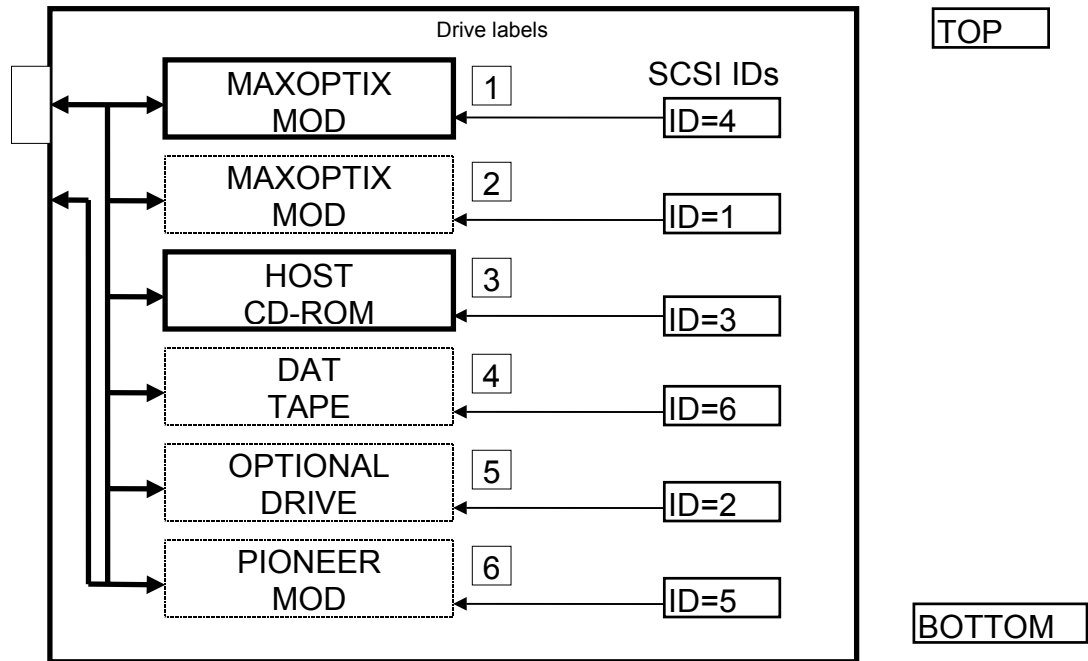 Drive labels
TOP
SCSI IDs
MAXOPTIX
MOD
1
ID=4
MAXOPTIX
MOD
2
ID=1
HOST
CD-ROM
3
ID=3
DAT
TAPE
4
ID=6
OPTIONAL
DRIVE
5
ID=2
PIONEER
MOD
6
ID=5
BOTTOM